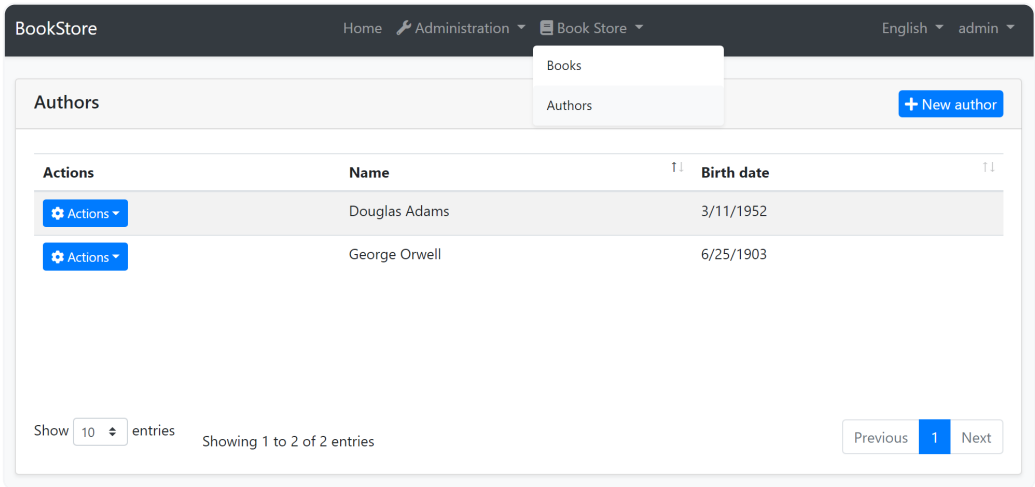 BookStore Home Administration Book Store English admin
Books
Authors
Authors New author
Actions Name Birth date
Actions Douglas Adams 3/11/1952
Actions George Orwell 6/25/1903
Show 10 entries Showing 1 to 2 of 2 entries Previous 1 Next